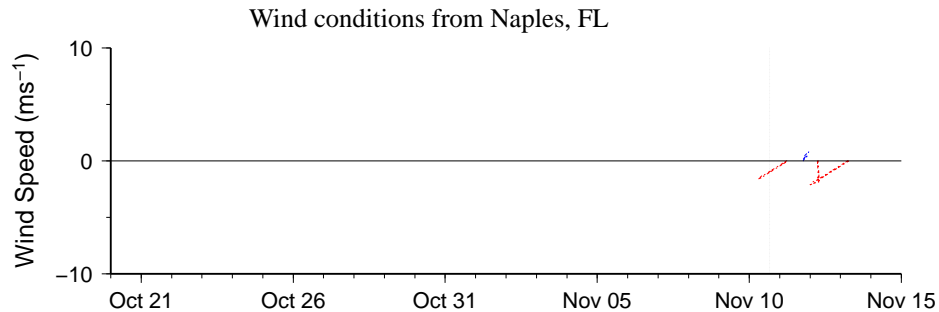 Wind conditions from Naples, FL
Wind Speed (ms⁻¹)
10
0
−10
Oct 21 Oct 26 Oct 31 Nov 05 Nov 10 Nov 15